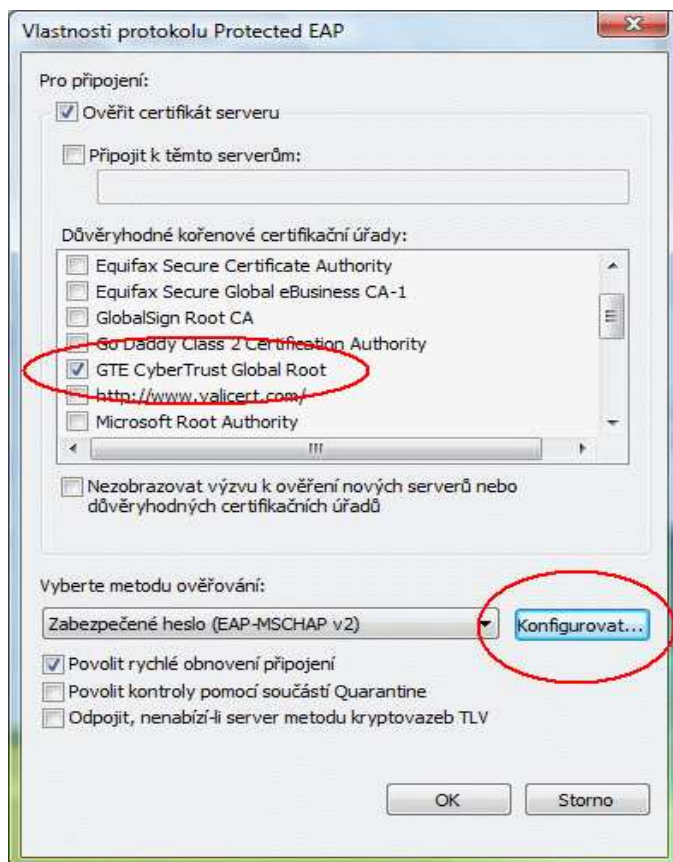 Vlastnosti protokolu Protected EAP
Pro připojení:
Ověřit certifikát serveru
Připojit k těmto serverům:
Důvěryhodné kořenové certifikační úřady:
Equifax Secure Certificate Authority
Equifax Secure Global eBusiness CA-1
GlobalSign Root CA
Go Daddy Class 2 Certification Authority
GTE CyberTrust Global Root
http://www.valicert.com/
Microsoft Root Authority
Nezobrazovat výzvu k ověření nových serverů nebo
důvěryhodných certifikačních úřadů
Vyberte metodu ověřování:
Zabezpečené heslo (EAP-MSCHAP v2)
Konfigurovat...
Povolit rychlé obnovení připojení
Povolit kontroly pomocí součástí Quarantine
Odpojit, nenabízí-li server metodu kryptovazeb TLV
OK
Storno